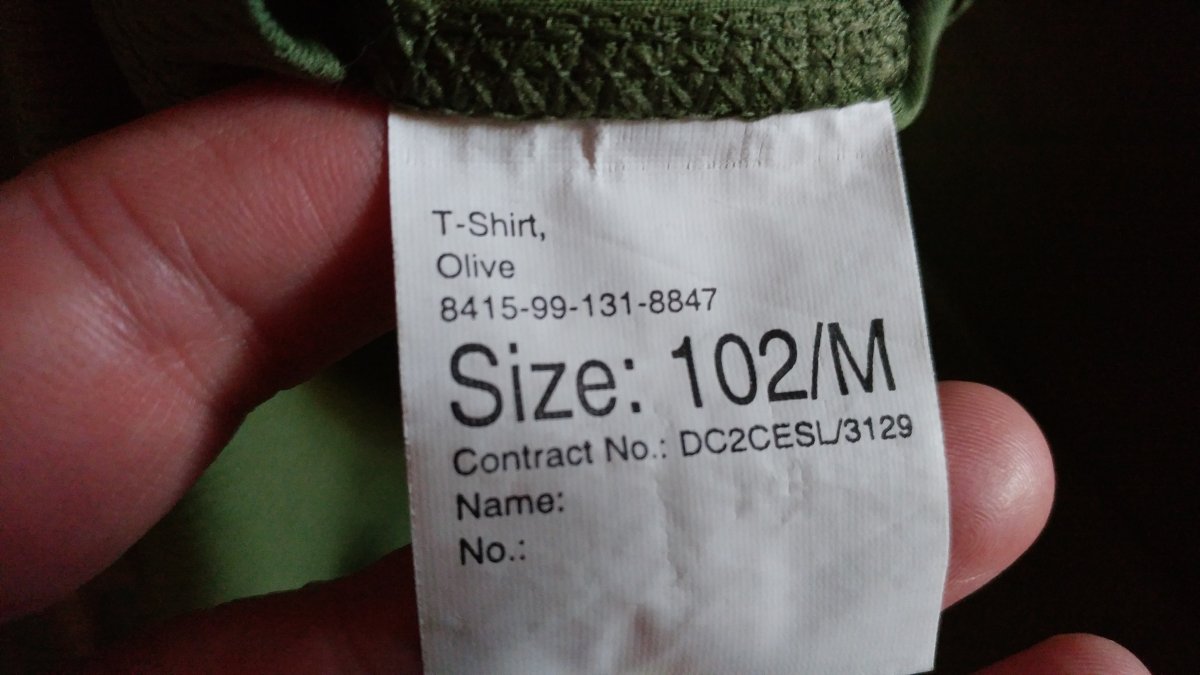 T-Shirt,
Olive
8415-99-131-8847
Size: 102/M
Contract No.: DC2CESL/3129
Name:
No.: